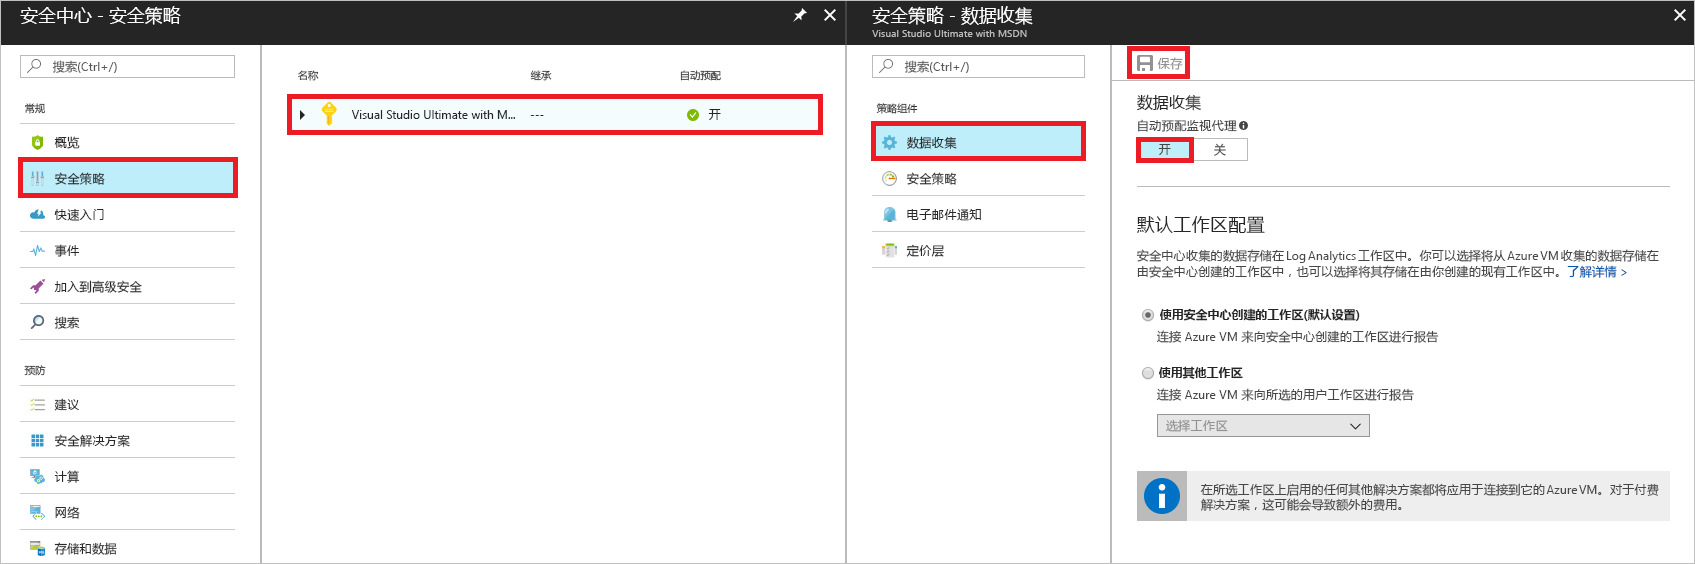 安全中心 - 安全策略
搜索(Ctrl+/)
常规
概览
安全策略
快速入门
事件
加入到高级安全
搜索
预防
建议
安全解决方案
计算
网络
存储和数据
名称 继承 自动预配
Visual Studio Ultimate with M... --- 开
安全策略 - 数据收集
Visual Studio Ultimate with MSDN
搜索(Ctrl+/)
策略组件
数据收集
安全策略
电子邮件通知
定价层
保存
数据收集
自动预配监视代理
开 关
默认工作区配置
安全中心收集的数据存储在 Log Analytics 工作区中。你可以选择将从 Azure VM 收集的数据存储在
由安全中心创建的工作区中，也可以选择将其存储在由你创建的现有工作区中。了解详情 >
使用安全中心创建的工作区(默认设置)
连接 Azure VM 来向安全中心创建的工作区进行报告
使用其他工作区
连接 Azure VM 来向所选的用户工作区进行报告
选择工作区
在所选工作区上启用的任何其他解决方案都将应用于连接到它的 Azure VM。对于付费
解决方案，这可能会导致额外的费用。